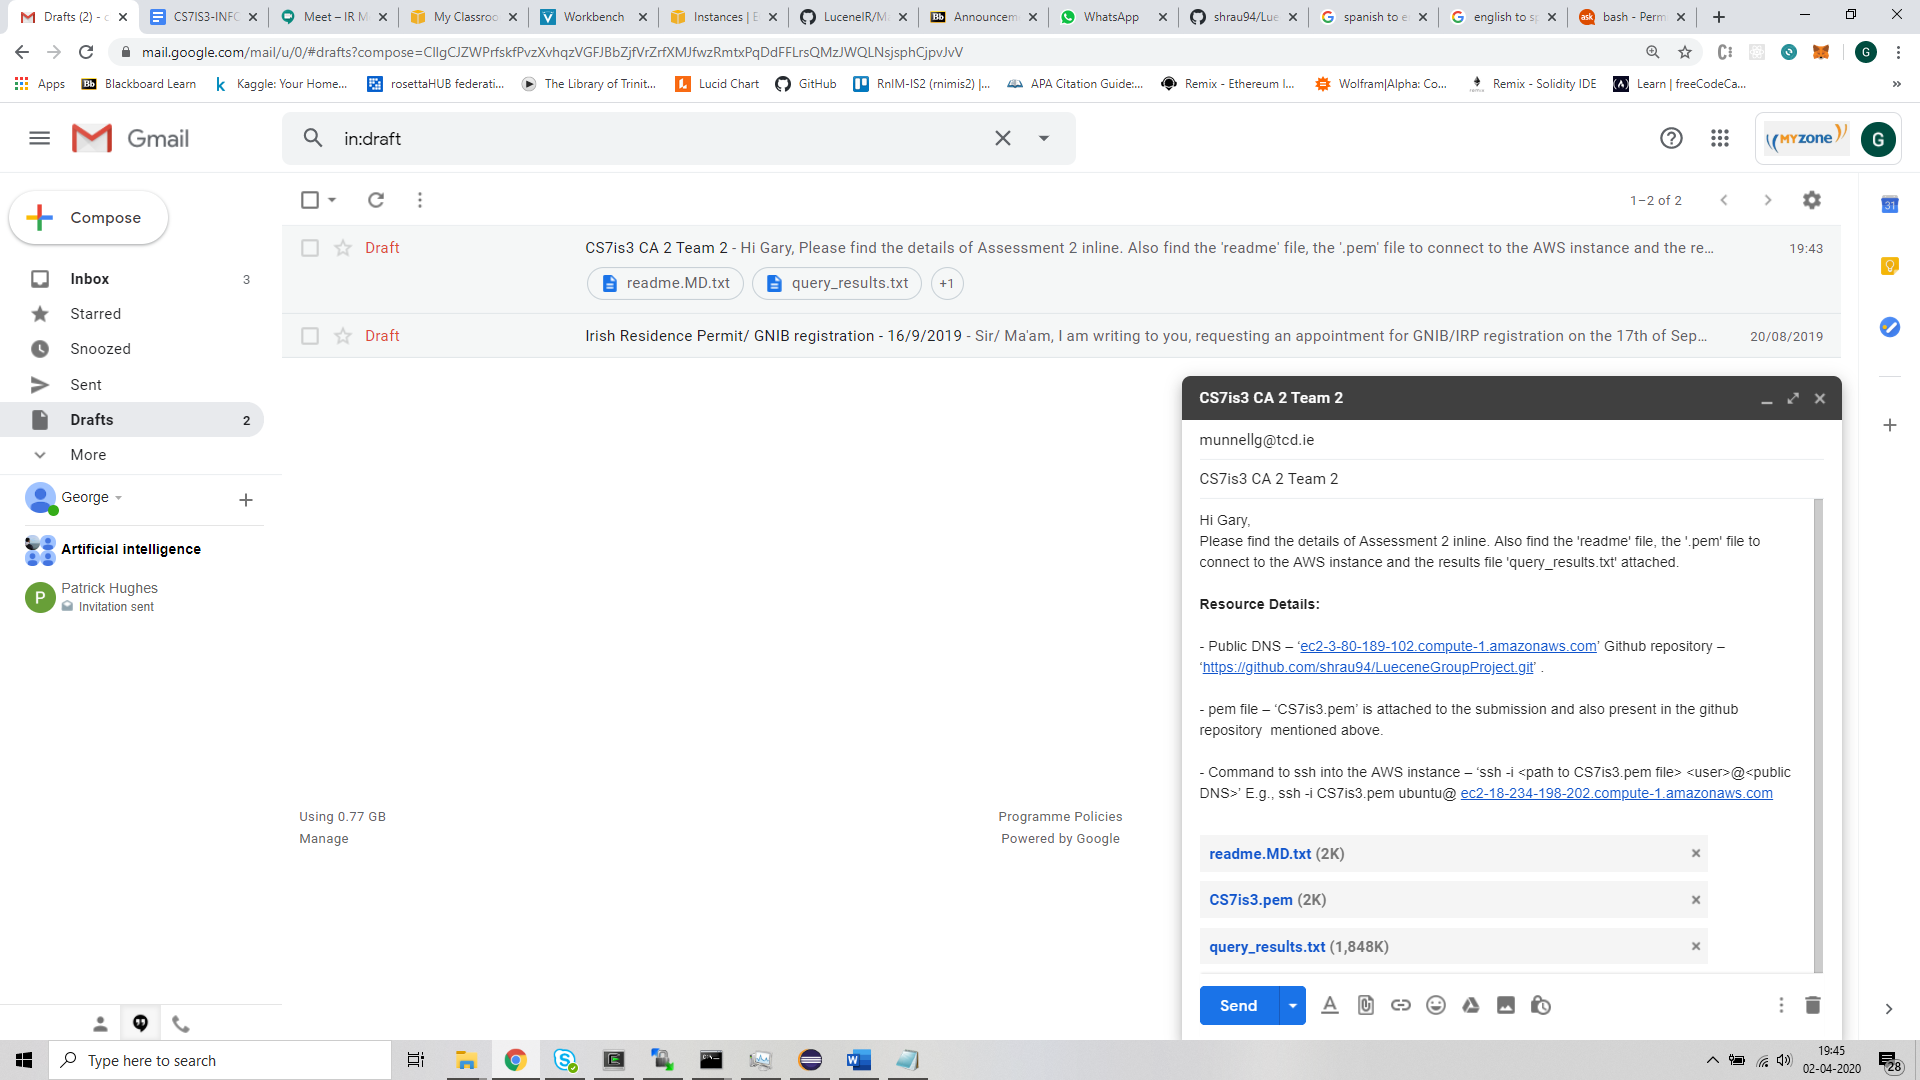 Drafts (2) - c
CS7IS3-INFO
Meet – IR M
My Classroo
Workbench
Instances | E
LuceneIR/Ma
Announcem
WhatsApp
shrau94/Lue
spanish to e
english to sp
bash - Perm
mail.google.com/mail/u/0/#drafts?compose=CllgCJZWPrfskfPvzXvhqzVGFJBbZjfVrZrfXMJfwzRmtxPqDdFFLrsQMzJWQLNsjsphCjpvJvV
G
Apps
Blackboard Learn
Kaggle: Your Home...
rosettaHUB federati...
The Library of Trinit...
Lucid Chart
GitHub
RnIM-IS2 (rnimis2) |...
APA Citation Guide:...
Remix - Ethereum I...
Wolfram|Alpha: Co...
Remix - Solidity IDE
Learn | freeCodeCa...
»
Gmail
in:draft
MYZONE
G
Compose
1–2 of 2
Inbox 3
Starred
Snoozed
Sent
Drafts 2
More
George
Artificial intelligence
P
Patrick Hughes
Invitation sent
Draft
CS7is3 CA 2 Team 2 - Hi Gary, Please find the details of Assessment 2 inline. Also find the 'readme' file, the '.pem' file to connect to the AWS instance and the re... 19:43
readme.MD.txt
query_results.txt
+1
Draft
Irish Residence Permit/ GNIB registration - 16/9/2019 - Sir/ Ma'am, I am writing to you, requesting an appointment for GNIB/IRP registration on the 17th of Sep... 20/08/2019
Using 0.77 GB
Manage
Programme Policies
Powered by Google
CS7is3 CA 2 Team 2
munnellg@tcd.ie
CS7is3 CA 2 Team 2
Hi Gary,
Please find the details of Assessment 2 inline. Also find the 'readme' file, the '.pem' file to
connect to the AWS instance and the results file 'query_results.txt' attached.
Resource Details:
- Public DNS – ‘ec2-3-80-189-102.compute-1.amazonaws.com’ Github repository –
‘https://github.com/shrau94/LueceneGroupProject.git’ .
- pem file – ‘CS7is3.pem’ is attached to the submission and also present in the github
repository  mentioned above.
- Command to ssh into the AWS instance – ‘ssh -i <path to CS7is3.pem file> <user>@<public
DNS>’ E.g., ssh -i CS7is3.pem ubuntu@ ec2-18-234-198-202.compute-1.amazonaws.com
readme.MD.txt (2K)
CS7is3.pem (2K)
query_results.txt (1,848K)
Send
31
Type here to search
19:45
02-04-2020
28